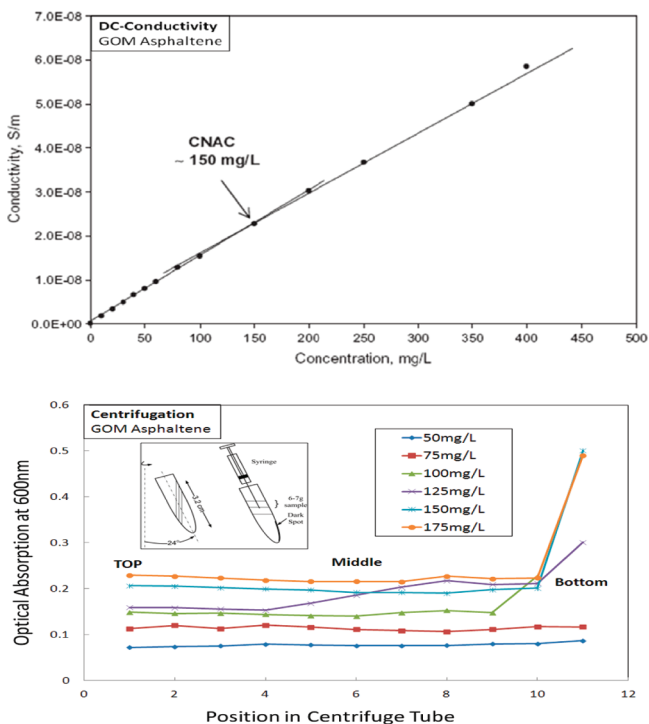 DC-Conductivity
GOM Asphaltene
7.0E-08
6.0E-08
5.0E-08
4.0E-08
3.0E-08
2.0E-08
1.0E-08
0.0E+00
Conductivity, S/m
CNAC
~ 150 mg/L
0 50 100 150 200 250 300 350 400 450 500
Concentration, mg/L
Centrifugation
GOM Asphaltene
0.6
0.5
0.4
0.3
0.2
0.1
0
Optical Absorption at 600nm
Syringe
6-7g
sample
Dark
Spot
3.2 cm
24°
50mg/L
75mg/L
100mg/L
125mg/L
150mg/L
175mg/L
TOP
Middle
Bottom
0 2 4 6 8 10 12
Position in Centrifuge Tube